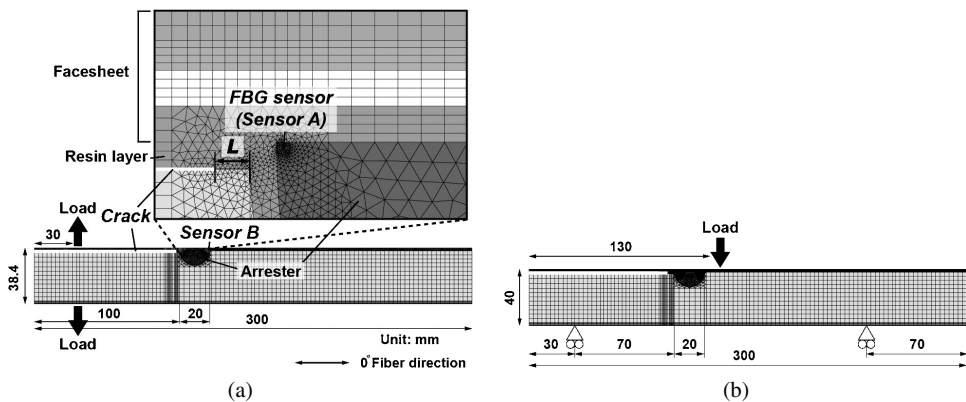 Facesheet
FBG sensor
(Sensor A)
L
Resin layer
Crack
Load
30
Sensor B
Arrester
38.4
100
20
300
Load
Unit: mm
0° Fiber direction
(a)
Load
130
40
30
70
20
70
300
(b)